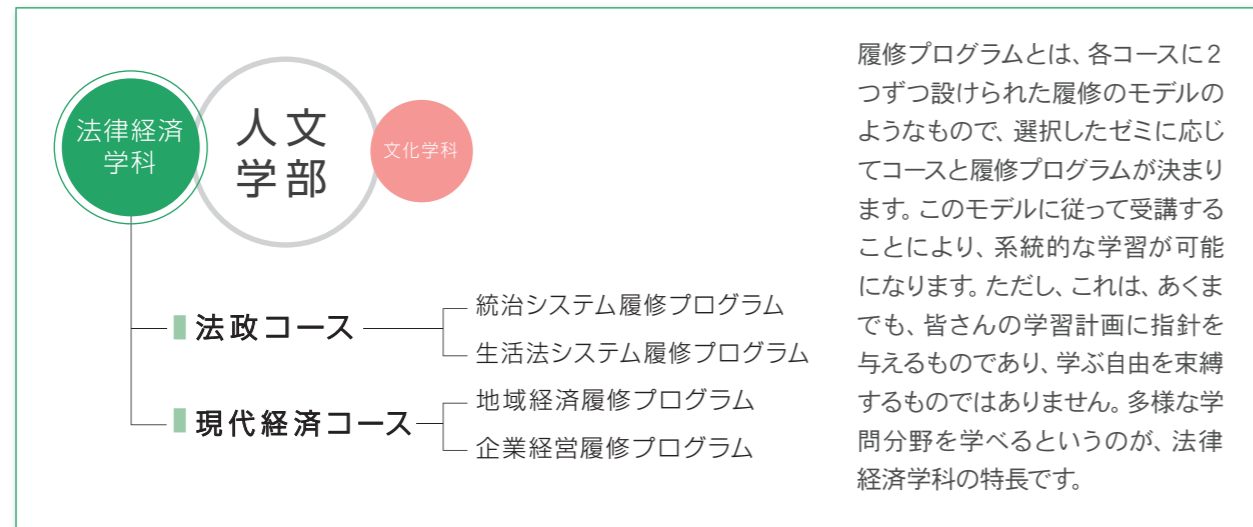 法律経済
学科
人文
学部
文化学科
法政コース
統治システム履修プログラム
生活法システム履修プログラム
現代経済コース
地域経済履修プログラム
企業経営履修プログラム
履修プログラムとは、各コースに2
つずつ設けられた履修のモデルの
ようなもので、選択したゼミに応じ
てコースと履修プログラムが決まり
ます。このモデルに従って受講する
ことにより、系統的な学習が可能
になります。ただし、これは、あくま
でも、皆さんの学習計画に指針を
与えるものであり、学ぶ自由を束縛
するものではありません。多様な学
問分野を学べるというのが、法律
経済学科の特長です。